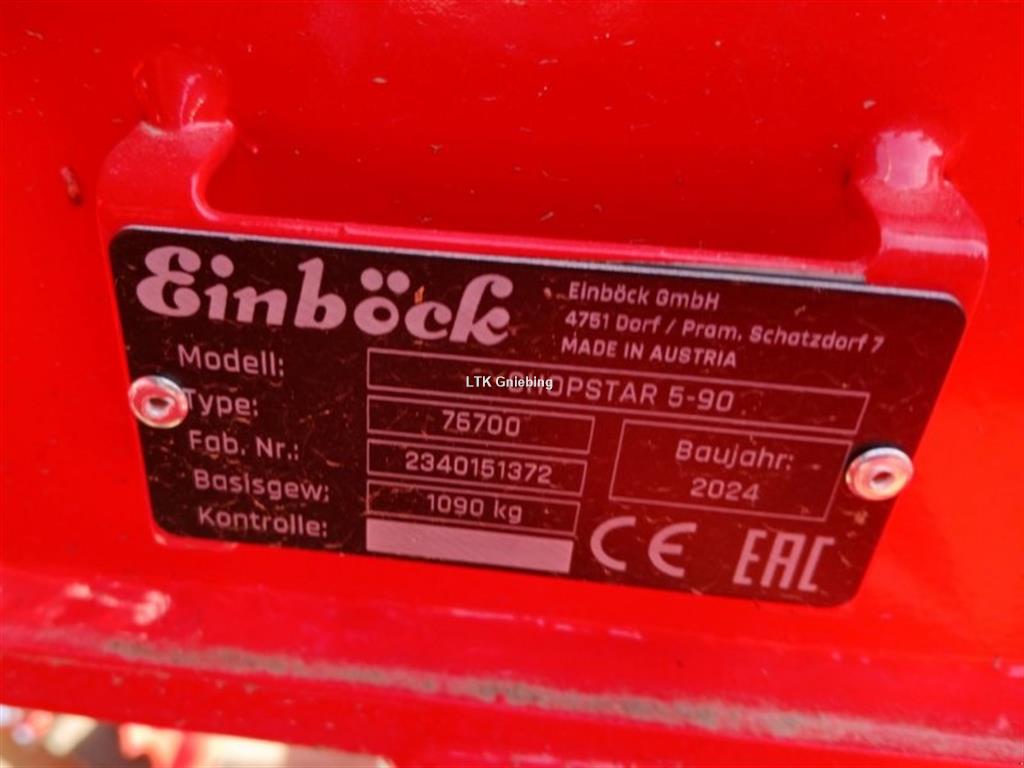 Einböck
Einböck GmbH
4751 Dorf / Pram, Schatzdorf 7
MADE IN AUSTRIA
Modell: CHOPSTAR 5-90
LTK Gniebing
Type: 76700
Fab. Nr.: 2340151372
Baujahr: 2024
Basisgew: 1090 kg
Kontrolle:
CE EAC